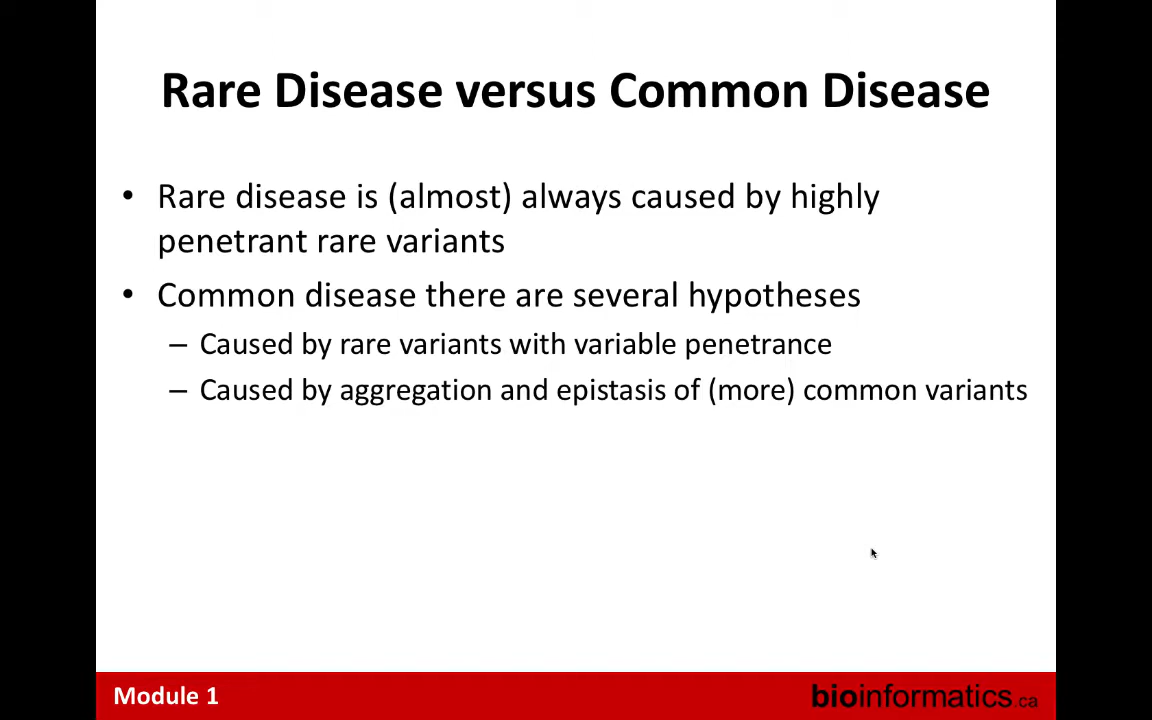 Rare Disease versus Common Disease
• Rare disease is (almost) always caused by highly
penetrant rare variants
• Common disease there are several hypotheses
– Caused by rare variants with variable penetrance
– Caused by aggregation and epistasis of (more) common variants
Module 1
bioinformatics.ca